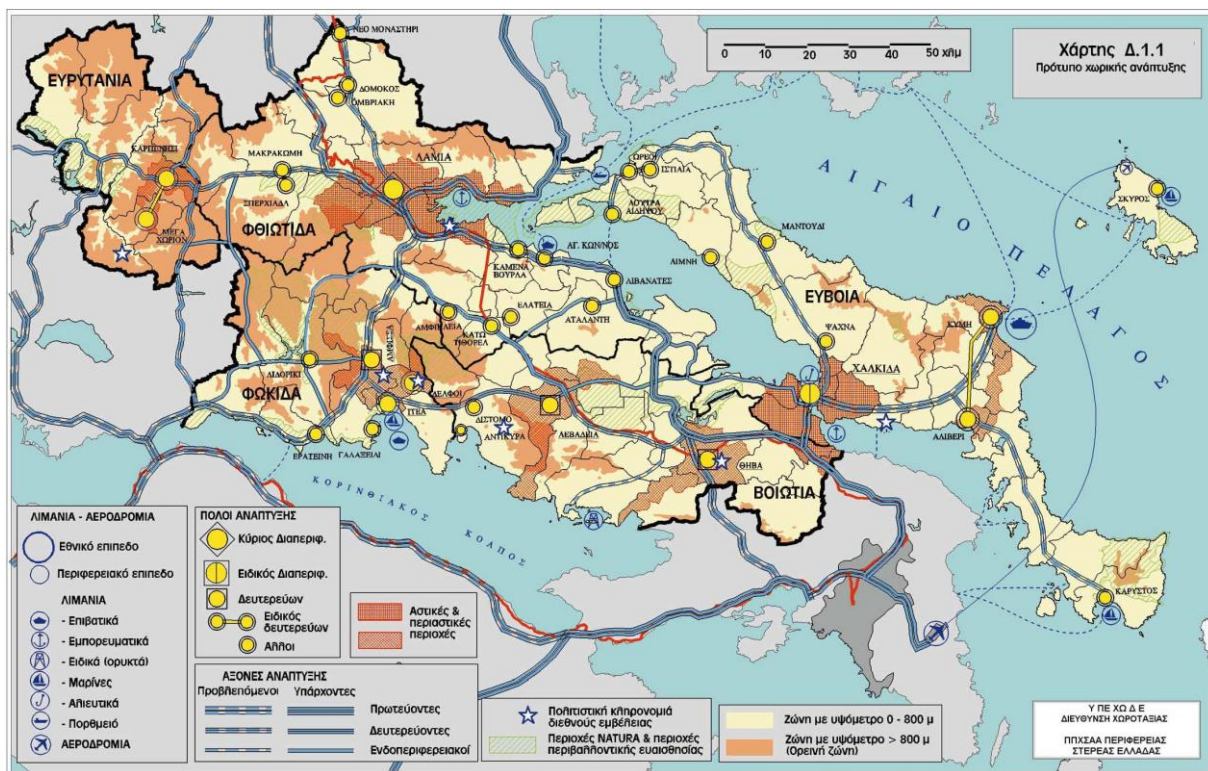 Χάρτης Δ.1.1
Πρότυπο χωρικής ανάπτυξης
0 10 20 30 40 50 χλμ
ΝΕΟ ΜΟΝΑΣΤΗΡΙ
ΕΥΡΥΤΑΝΙΑ
ΔΟΜΟΚΟΣ
ΟΜΒΡΙΑΚΗ
ΚΑΡΠΕΝΗΣΙ
ΜΑΚΡΑΚΩΜΗ
ΛΑΜΙΑ
ΩΡΕΟΙ
ΙΣΤΙΑΙΑ
ΣΠΕΡΧΙΑΔΑ
ΛΟΥΤΡΑ
ΑΙΔΗΨΟΥ
ΣΚΥΡΟΣ
ΑΙΓΑΙΟ ΠΕΛΑΓΟΣ
ΜΕΓΑ
ΧΩΡΙΟΝ
ΦΘΙΩΤΙΔΑ
ΜΑΝΤΟΥΔΙ
ΑΓ. ΚΩΝ/ΝΟΣ
ΚΑΜΕΝΑ
ΒΟΥΡΛΑ
ΛΙΜΝΗ
ΛΙΒΑΝΑΤΕΣ
ΕΥΒΟΙΑ
ΕΛΑΤΕΙΑ
ΑΤΑΛΑΝΤΗ
ΑΜΦΙΚΛΕΙΑ
ΚΑΤΩ
ΤΙΘΟΡΕΑ
ΚΥΜΗ
ΨΑΧΝΑ
ΑΜΦΙΣΣΑ
ΛΙΔΟΡΙΚΙ
ΧΑΛΚΙΔΑ
ΦΩΚΙΔΑ
ΔΕΛΦΟΙ
ΙΤΕΑ
ΔΙΣΤΟΜΟ
ΑΝΤΙΚΥΡΑ
ΛΕΒΑΔΕΙΑ
ΑΛΙΒΕΡΙ
ΕΡΑΤΕΙΝΗ
ΓΑΛΑΞΕΙΔΙ
ΘΗΒΑ
ΒΟΙΩΤΙΑ
ΚΟΡΙΝΘΙΑΚΟΣ ΚΟΛΠΟΣ
ΚΑΡΥΣΤΟΣ
ΛΙΜΑΝΙΑ - ΑΕΡΟΔΡΟΜΙΑ
Εθνικό επιπεδο
Περιφερειακό επιπεδο
ΛΙΜΑΝΙΑ
- Επιβατικά
- Εμπορευματικά
- Ειδικά (ορυκτά)
- Μαρίνες
- Αλιευτικά
- Πορθμειό
ΑΕΡΟΔΡΟΜΙΑ
ΠΟΛΟΙ ΑΝΑΠΤΥΞΗΣ
Κύριος Διαπεριφ.
Ειδικός Διαπεριφ.
Δευτερεύων
Ειδικός
δευτερεύων
Αλλοι
Αστικές &
περιαστικές
περιοχές
ΑΞΟΝΕΣ ΑΝΑΠΤΥΞΗΣ
Προβλεπόμενοι Υπάρχοντες
Πρωτεύοντες
Δευτερεύοντες
Ενδοπεριφερειακοί
Πολιτιστική κληρονομιά
διεθνούς εμβέλειας
Περιοχές NATURA & περιοχές
περιβαλλοντικής ευαισθησίας
Ζώνη με υψόμετρο 0 - 800 μ
Ζώνη με υψόμετρο > 800 μ
(Ορεινή ζώνη)
Υ ΠΕ ΧΩ Δ Ε
ΔΙΕΥΘΥΝΣΗ ΧΩΡΟΤΑΞΙΑΣ
ΠΠΧΣΑΑ ΠΕΡΙΦΕΡΕΙΑΣ
ΣΤΕΡΕΑΣ ΕΛΛΑΔΑΣ